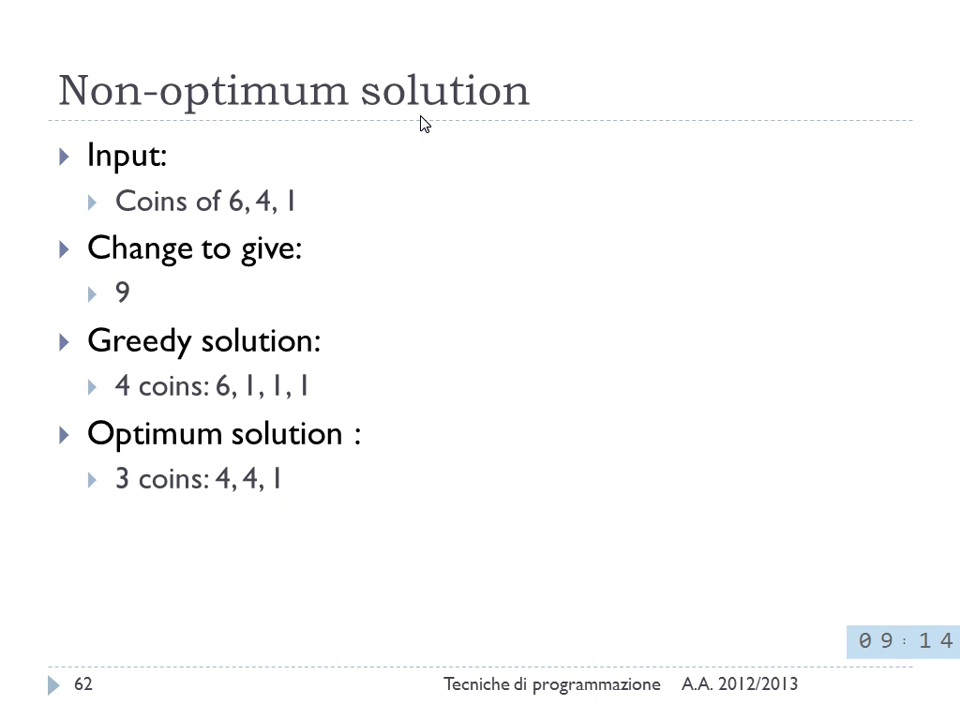 Non-optimum solution
Input:
Coins of 6, 4, 1
Change to give:
9
Greedy solution:
4 coins: 6, 1, 1, 1
Optimum solution :
3 coins: 4, 4, 1
09:14
62 Tecniche di programmazione A.A. 2012/2013